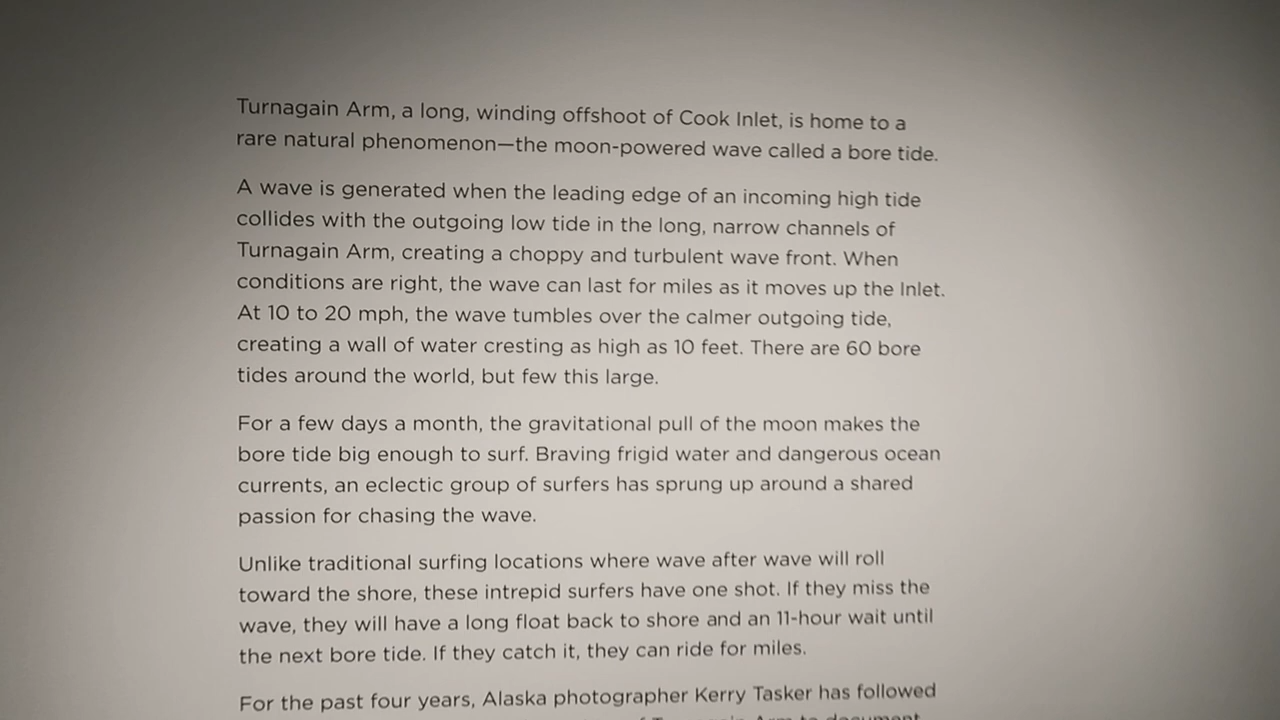 Turnagain Arm, a long, winding offshoot of Cook Inlet, is home to a
rare natural phenomenon—the moon-powered wave called a bore tide.
A wave is generated when the leading edge of an incoming high tide
collides with the outgoing low tide in the long, narrow channels of
Turnagain Arm, creating a choppy and turbulent wave front. When
conditions are right, the wave can last for miles as it moves up the Inlet.
At 10 to 20 mph, the wave tumbles over the calmer outgoing tide,
creating a wall of water cresting as high as 10 feet. There are 60 bore
tides around the world, but few this large.
For a few days a month, the gravitational pull of the moon makes the
bore tide big enough to surf. Braving frigid water and dangerous ocean
currents, an eclectic group of surfers has sprung up around a shared
passion for chasing the wave.
Unlike traditional surfing locations where wave after wave will roll
toward the shore, these intrepid surfers have one shot. If they miss the
wave, they will have a long float back to shore and an 11-hour wait until
the next bore tide. If they catch it, they can ride for miles.
For the past four years, Alaska photographer Kerry Tasker has followed
of Turnagain Arm to document